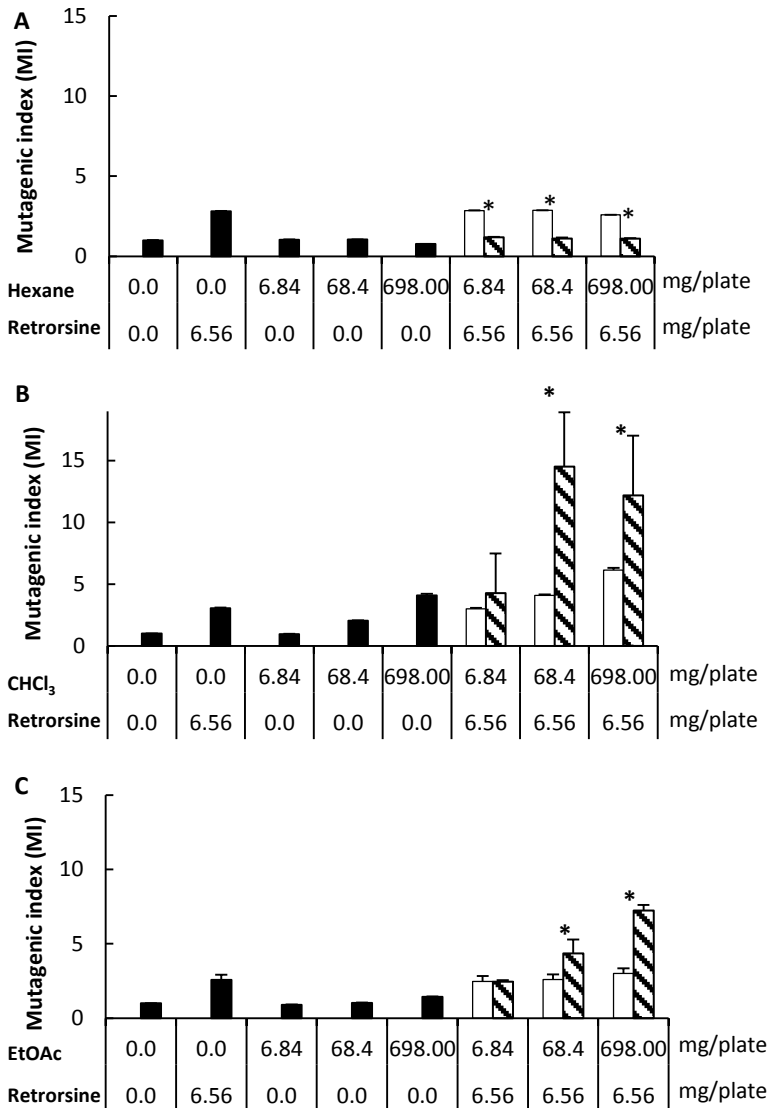 A
15
10
5
0
Mutagenic index (MI)
* * *
Hexane 0.0 0.0 6.84 68.4 698.00 6.84 68.4 698.00 mg/plate
Retrorsine 0.0 6.56 0.0 0.0 0.0 6.56 6.56 6.56 mg/plate
B
15
10
5
0
Mutagenic index (MI)
* *
CHCl₃ 0.0 0.0 6.84 68.4 698.00 6.84 68.4 698.00 mg/plate
Retrorsine 0.0 6.56 0.0 0.0 0.0 6.56 6.56 6.56 mg/plate
C
15
10
5
0
Mutagenic index (MI)
* *
EtOAc 0.0 0.0 6.84 68.4 698.00 6.84 68.4 698.00 mg/plate
Retrorsine 0.0 6.56 0.0 0.0 0.0 6.56 6.56 6.56 mg/plate